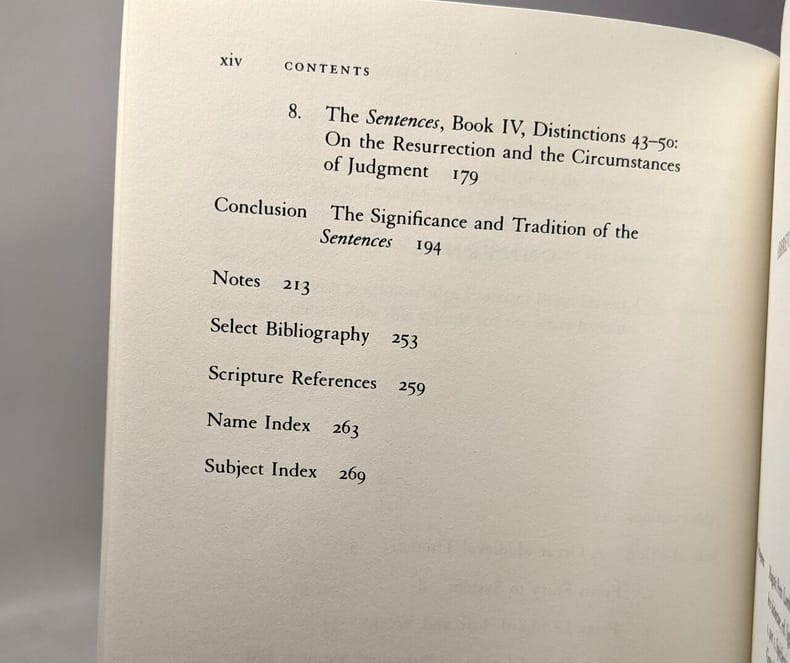 xiv CONTENTS
8. The Sentences, Book IV, Distinctions 43–50:
On the Resurrection and the Circumstances
of Judgment 179
Conclusion The Significance and Tradition of the
Sentences 194
Notes 213
Select Bibliography 253
Scripture References 259
Name Index 263
Subject Index 269